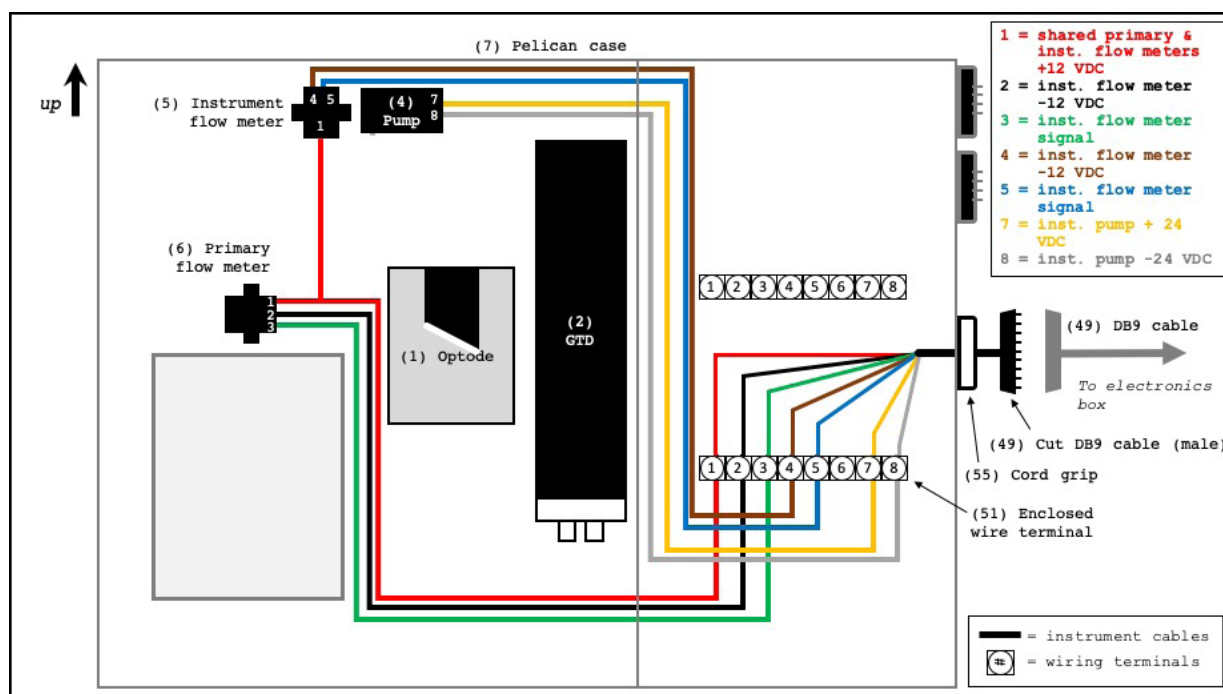 (7) Pelican case
up
(5) Instrument
flow meter
4 5
1
(4)
Pump
7
8
(6) Primary
flow meter
1
2
3
(1) Optode
(2)
GTD
1 2 3 4 5 6 7 8
1 2 3 4 5 6 7 8
1 = shared primary &
inst. flow meters
+12 VDC
2 = inst. flow meter
-12 VDC
3 = inst. flow meter
signal
4 = inst. flow meter
-12 VDC
5 = inst. flow meter
signal
7 = inst. pump + 24
VDC
8 = inst. pump -24 VDC
(49) DB9 cable
To electronics
box
(49) Cut DB9 cable (male)
(55) Cord grip
(51) Enclosed
wire terminal
= instrument cables
# = wiring terminals